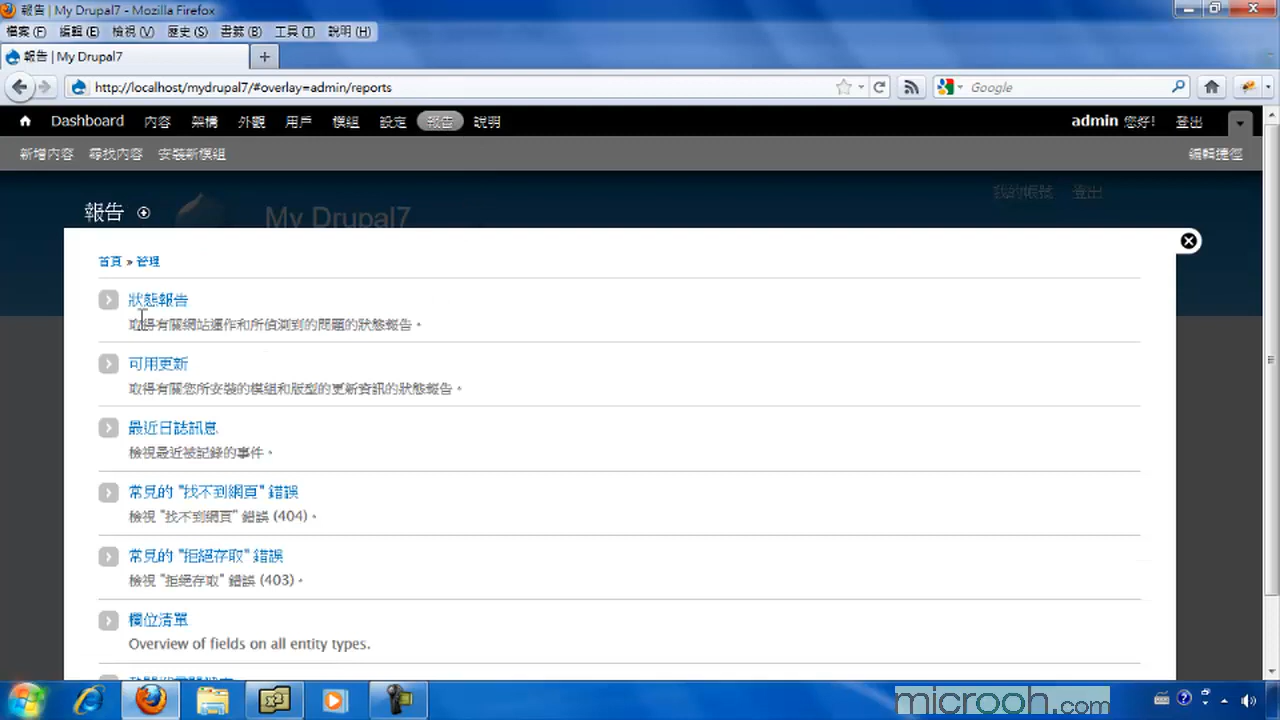 報告 | My Drupal7 - Mozilla Firefox
檔案(F) 編輯(E) 檢視(V) 歷史(S) 書籤(B) 工具(T) 說明(H)
報告 | My Drupal7
http://localhost/mydrupal7/#overlay=admin/reports
Google
Dashboard 內容 架構 外觀 用戶 模組 設定 報告 說明 admin 您好! 登出
新增內容 尋找內容 安裝新模組 編輯捷徑
我的帳號 登出
報告 My Drupal7
首頁 » 管理
狀態報告
取得有關網站運作和所偵測到的問題的狀態報告。
可用更新
取得有關您所安裝的模組和版型的更新資訊的狀態報告。
最近日誌訊息
檢視最近被記錄的事件。
常見的 "找不到網頁" 錯誤
檢視 "找不到網頁" 錯誤 (404)。
常見的 "拒絕存取" 錯誤
檢視 "拒絕存取" 錯誤 (403)。
欄位清單
Overview of fields on all entity types.
microoh.com